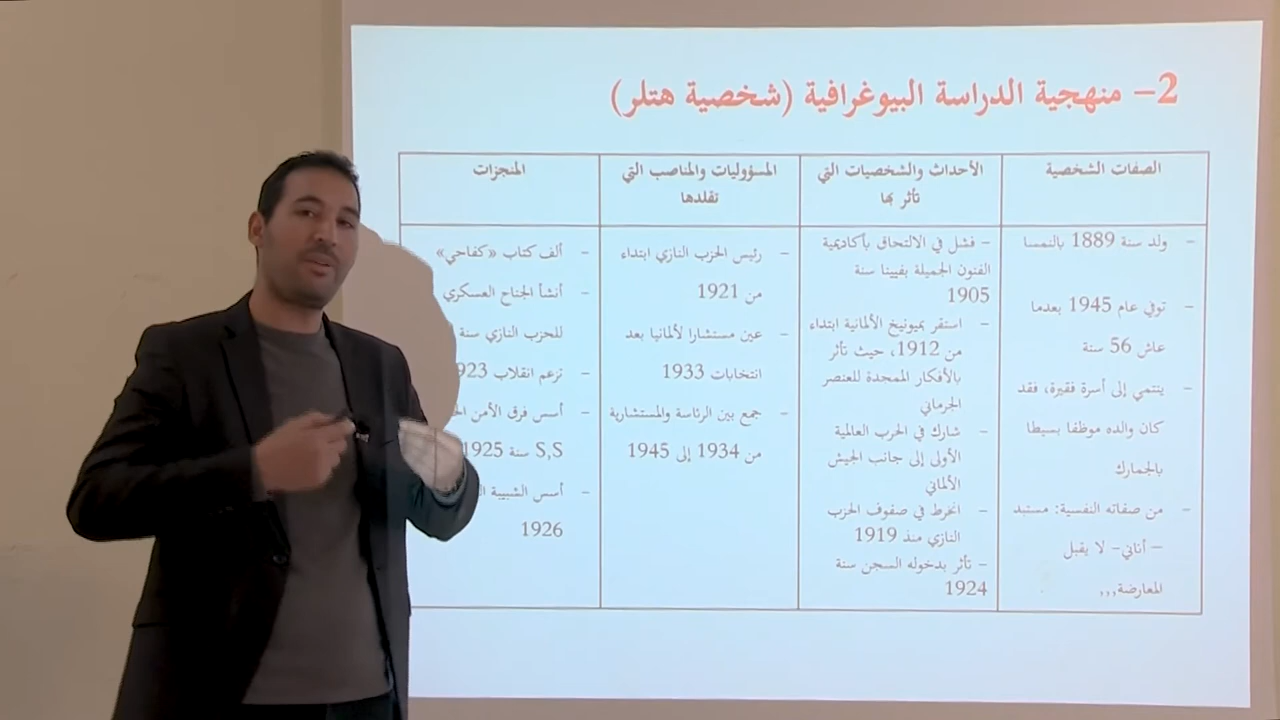 2- منهجية الدراسة البيوغرافية (شخصية هتلر)
الصفات الشخصية
- ولد سنة 1889 بالنمسا
- توفي عام 1945 بعدما
عاش 56 سنة
- ينتمي إلى أسرة فقيرة، فقد
كان والده موظفا بسيطا
بالجمارك
- من صفاته النفسية: مستبد
– أناني- لا يقبل
المعارضة,,,
الأحداث والشخصيات التي
تأثر بها
- فشل في الالتحاق بأكاديمية
الفنون الجميلة بفيينا سنة
1905
- استقر بميونيخ الألمانية ابتداء
من 1912، حيث تأثر
بالأفكار الممجدة للعنصر
الجرماني
- شارك في الحرب العالمية
الأولى إلى جانب الجيش
الألماني
- انخرط في صفوف الحزب
النازي منذ 1919
- تأثر بدخوله السجن سنة
1924
المسؤوليات والمناصب التي
تقلدها
- رئيس الحزب النازي ابتداء
من 1921
- عين مستشارا لألمانيا بعد
انتخابات 1933
- جمع بين الرئاسة والمستشارية
من 1934 إلى 1945
المنجزات
- ألف كتاب «كفاحي»
- أنشأ الجناح العسكري
للحزب النازي سنة
- تزعم انقلاب
- أسس فرق الأمن
S,S سنة 1925
- أسس الشبيبة
1926